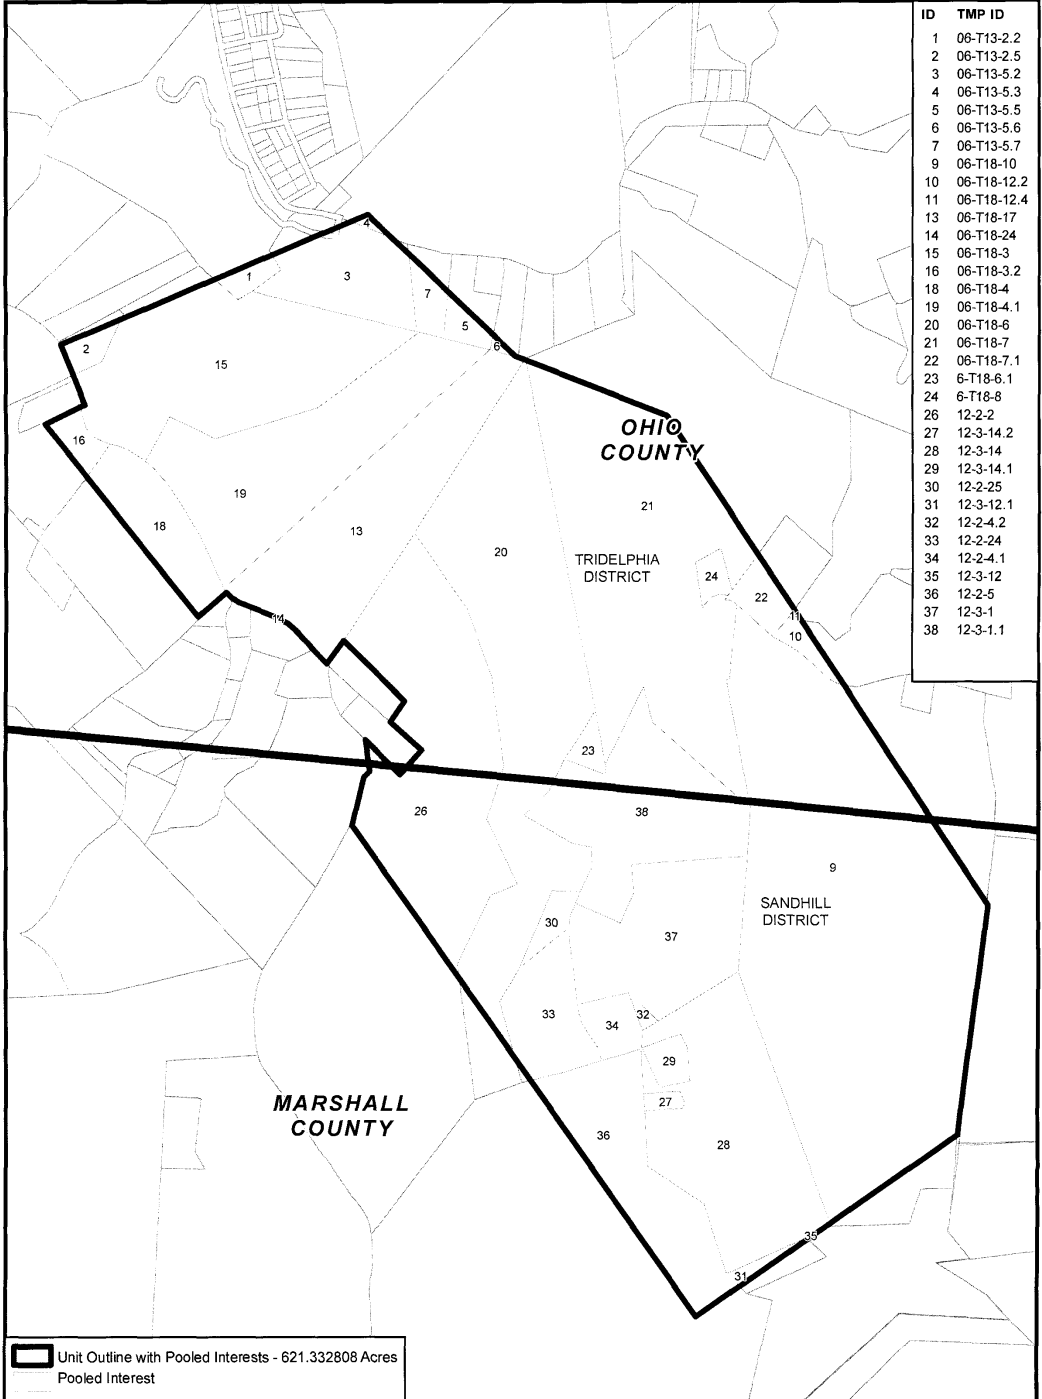 ID TMP ID
1 06-T13-2.2
2 06-T13-2.5
3 06-T13-5.2
4 06-T13-5.3
5 06-T13-5.5
6 06-T13-5.6
7 06-T13-5.7
9 06-T18-10
10 06-T18-12.2
11 06-T18-12.4
13 06-T18-17
14 06-T18-24
15 06-T18-3
16 06-T18-3.2
18 06-T18-4
19 06-T18-4.1
20 06-T18-6
21 06-T18-7
22 06-T18-7.1
23 6-T18-6.1
24 6-T18-8
26 12-2-2
27 12-3-14.2
28 12-3-14
29 12-3-14.1
30 12-2-25
31 12-3-12.1
32 12-2-4.2
33 12-2-24
34 12-2-4.1
35 12-3-12
36 12-2-5
37 12-3-1
38 12-3-1.1
4
1
3
7
5
6
2
15
OHIO
COUNTY
16
19
18
13
20
21
TRIDELPHIA
DISTRICT
24
22
11
10
14
23
26
38
9
SANDHILL
DISTRICT
30
37
33
34
32
29
27
MARSHALL
COUNTY
36
28
35
31
Unit Outline with Pooled Interests - 621.332808 Acres
Pooled Interest